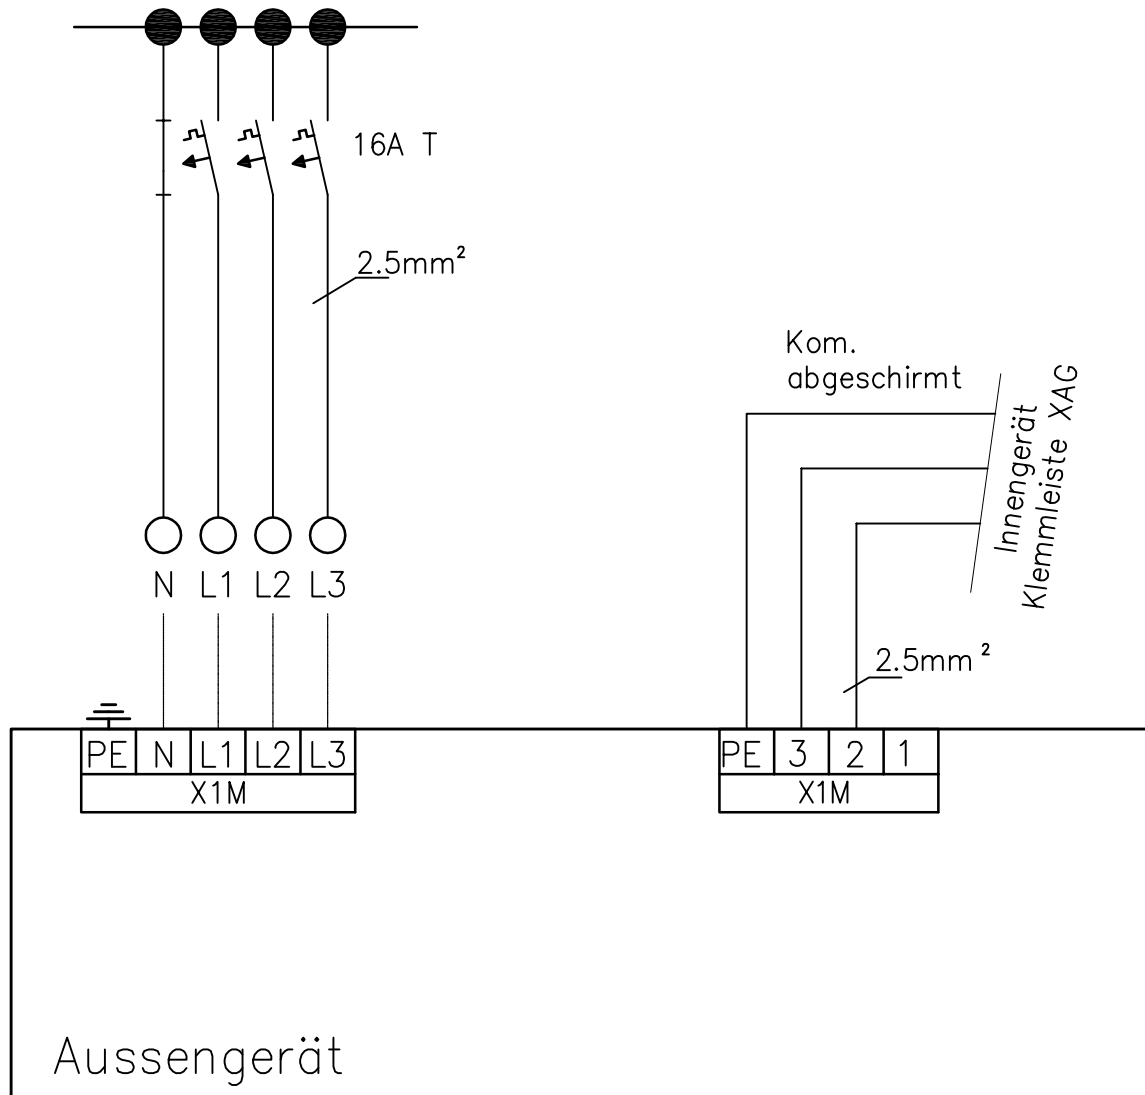 16A T
2.5mm²
Kom.
abgeschirmt
Innengerät
Klemmleiste XAG
N L1 L2 L3
2.5mm²
PE N L1 L2 L3
X1M
PE 3 2 1
X1M
Aussengerät